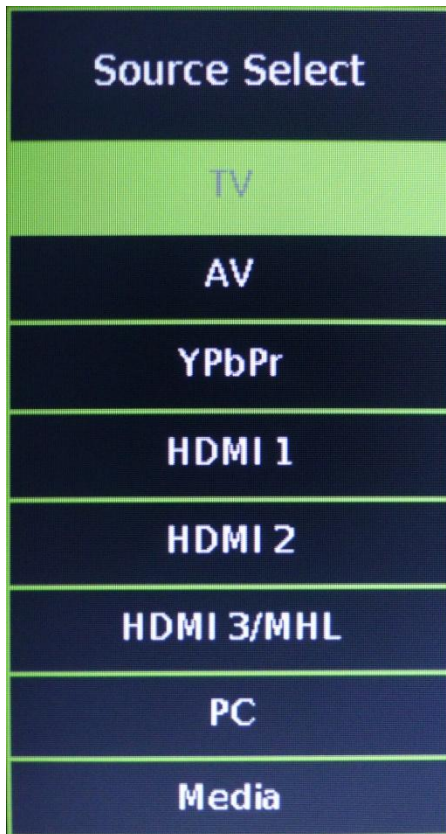 Source Select
TV
AV
YPbPr
HDMI 1
HDMI 2
HDMI 3/MHL
PC
Media